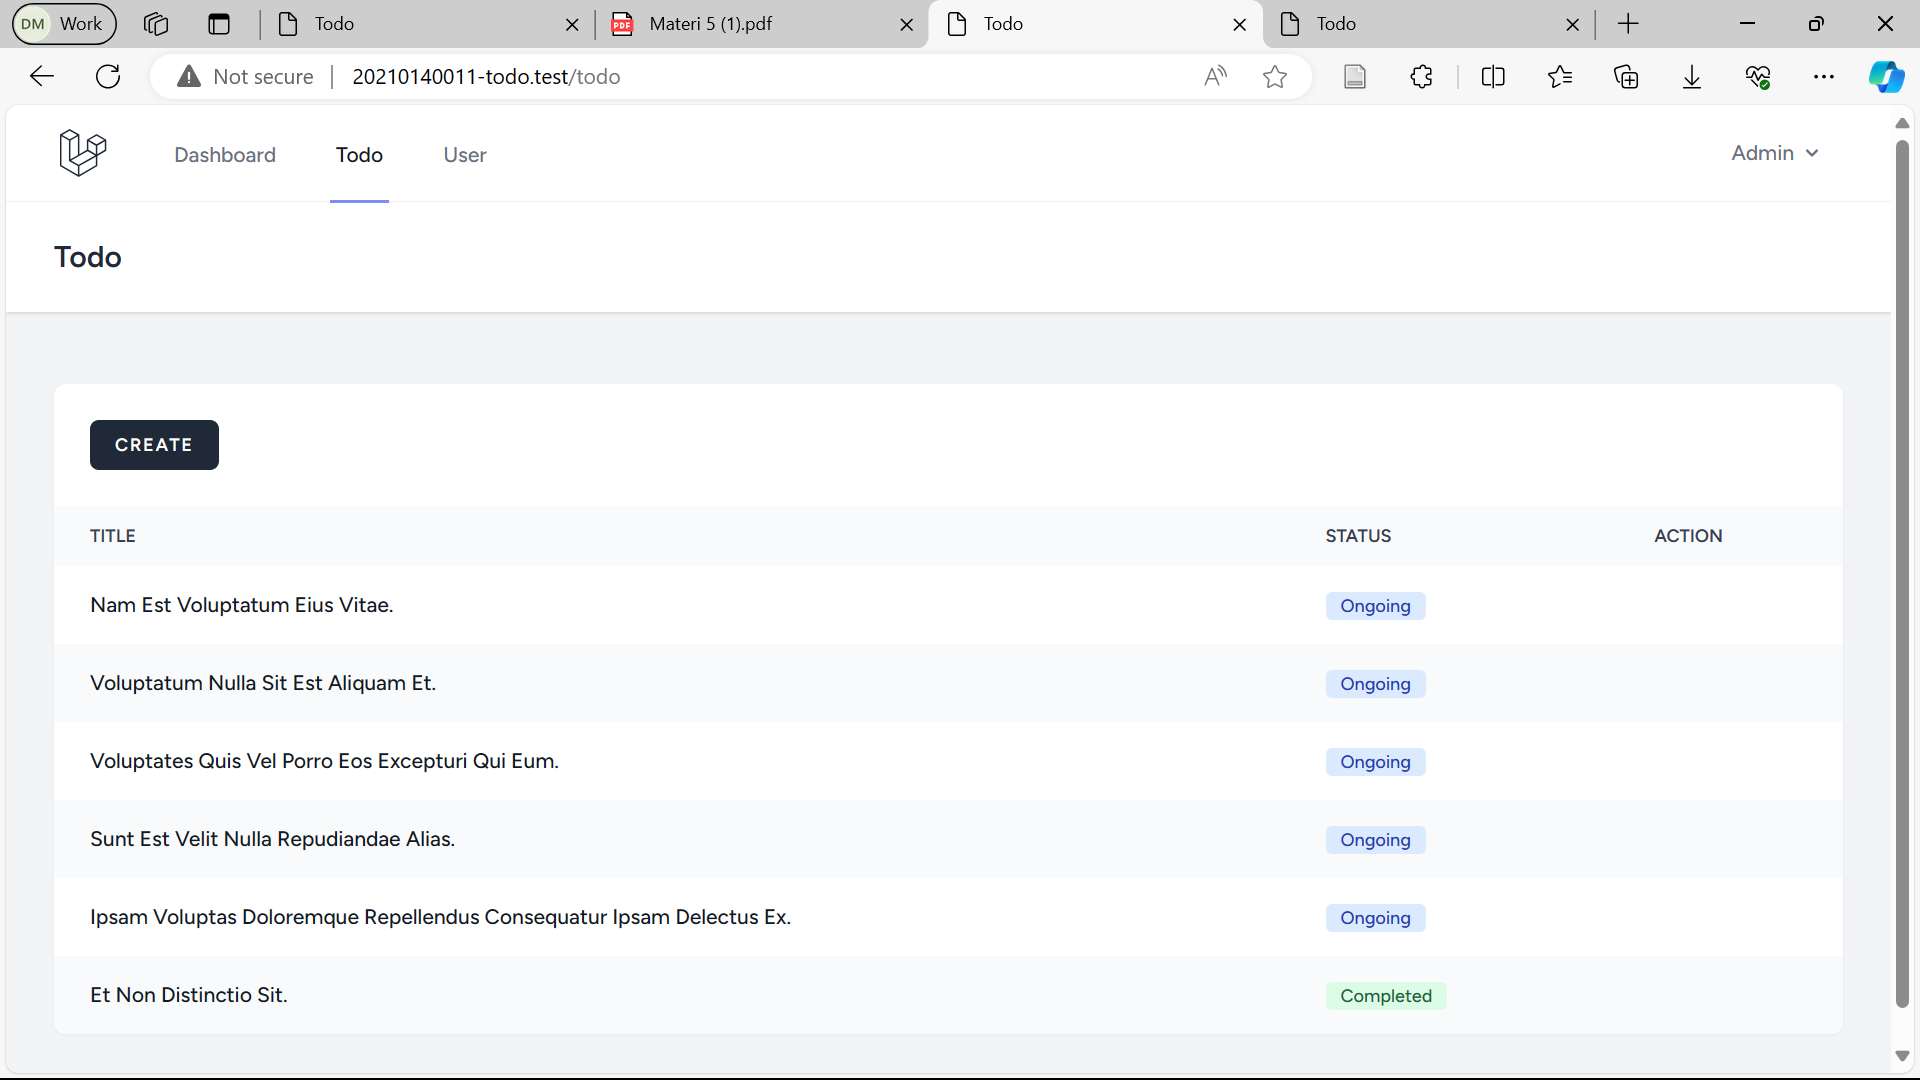 DM Work Todo Materi 5 (1).pdf Todo Todo
Not secure 20210140011-todo.test/todo
Dashboard Todo User Admin
Todo
CREATE
TITLE STATUS ACTION
Nam Est Voluptatum Eius Vitae. Ongoing
Voluptatum Nulla Sit Est Aliquam Et. Ongoing
Voluptates Quis Vel Porro Eos Excepturi Qui Eum. Ongoing
Sunt Est Velit Nulla Repudiandae Alias. Ongoing
Ipsam Voluptas Doloremque Repellendus Consequatur Ipsam Delectus Ex. Ongoing
Et Non Distinctio Sit. Completed